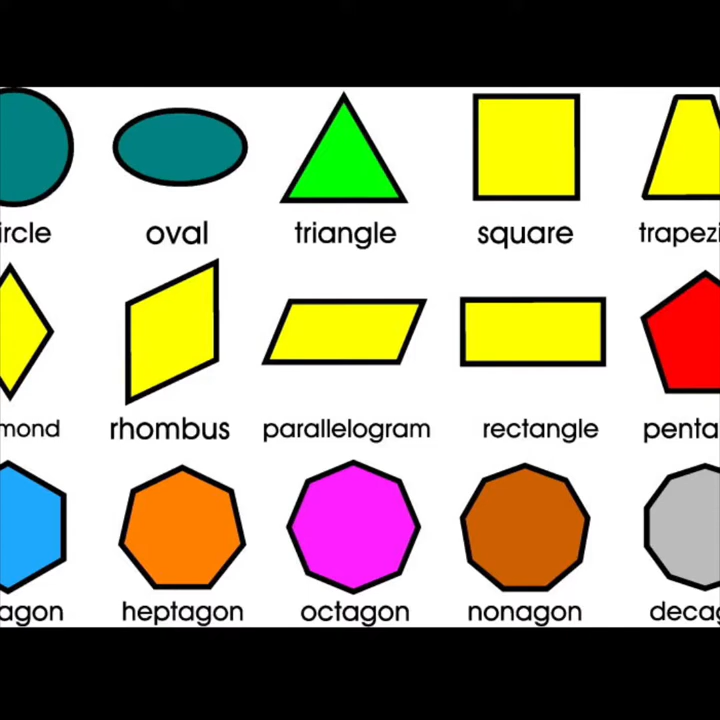 ircle oval triangle square trapezi
mond rhombus parallelogram rectangle penta
agon heptagon octagon nonagon decag